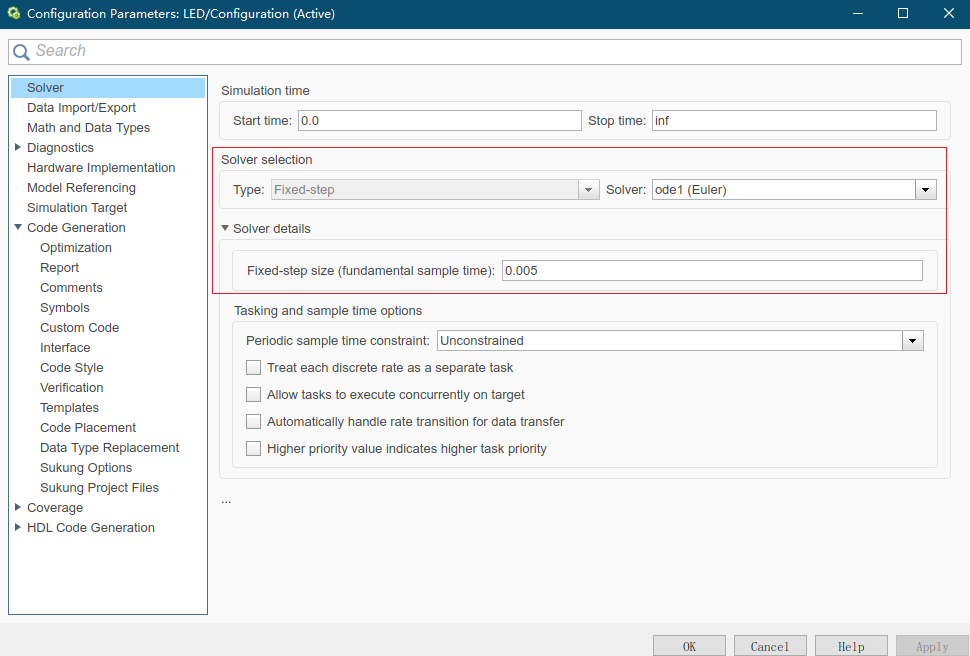 Configuration Parameters: LED/Configuration (Active)
Search
Solver
Data Import/Export
Math and Data Types
Diagnostics
Hardware Implementation
Model Referencing
Simulation Target
Code Generation
Optimization
Report
Comments
Symbols
Custom Code
Interface
Code Style
Verification
Templates
Code Placement
Data Type Replacement
Sukung Options
Sukung Project Files
Coverage
HDL Code Generation
Simulation time
Start time: 0.0 Stop time: inf
Solver selection
Type: Fixed-step Solver: ode1 (Euler)
Solver details
Fixed-step size (fundamental sample time): 0.005
Tasking and sample time options
Periodic sample time constraint: Unconstrained
Treat each discrete rate as a separate task
Allow tasks to execute concurrently on target
Automatically handle rate transition for data transfer
Higher priority value indicates higher task priority
...
OK Cancel Help Apply